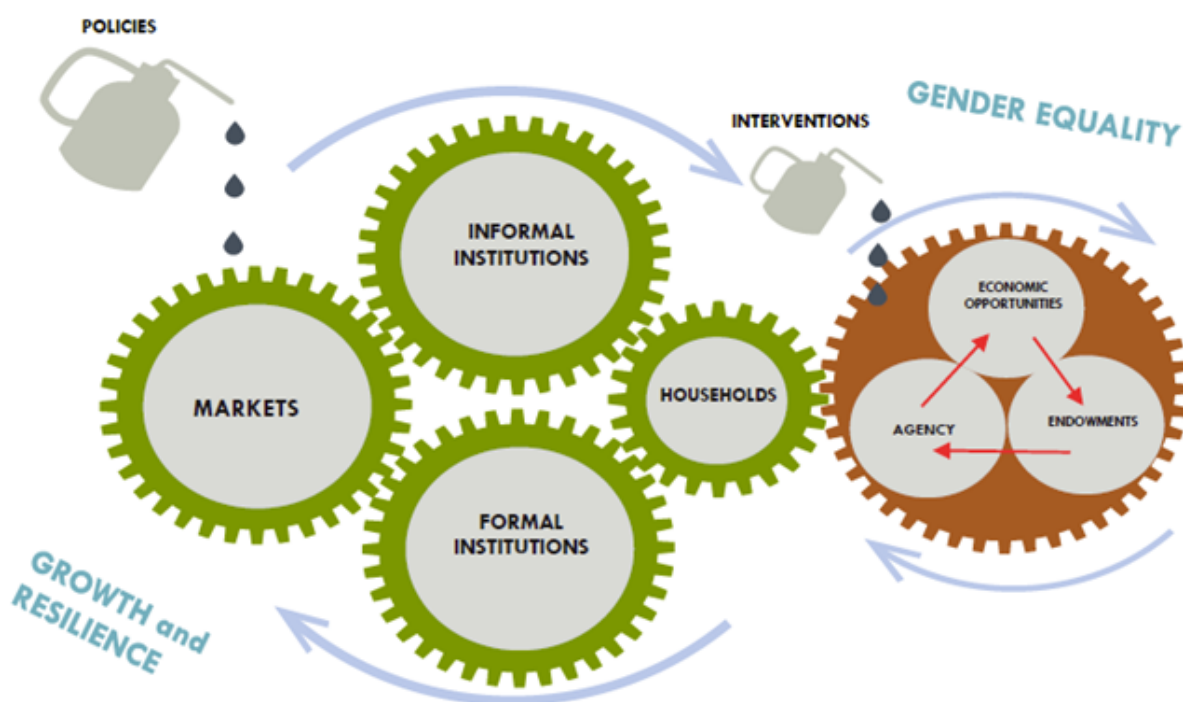 POLICIES
INTERVENTIONS
GENDER EQUALITY
INFORMAL
INSTITUTIONS
ECONOMIC
OPPORTUNITIES
MARKETS
HOUSEHOLDS
AGENCY
ENDOWMENTS
FORMAL
INSTITUTIONS
GROWTH and
RESILIENCE